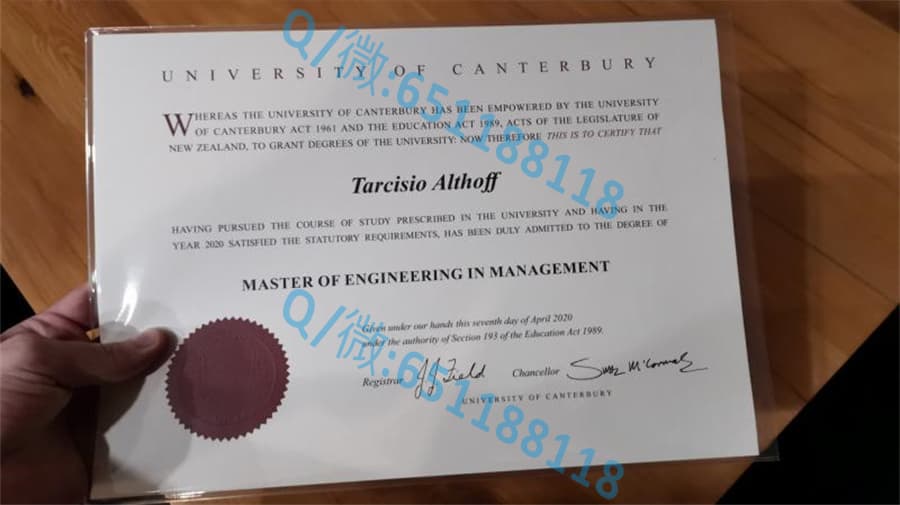 UNIVERSITY OF CANTERBURY
WHEREAS THE UNIVERSITY OF CANTERBURY HAS BEEN EMPOWERED BY THE UNIVERSITY
OF CANTERBURY ACT 1961 AND THE EDUCATION ACT 1989, ACTS OF THE LEGISLATURE OF
NEW ZEALAND, TO GRANT DEGREES OF THE UNIVERSITY: NOW THEREFORE THIS IS TO CERTIFY THAT
Tarcisio Althoff
HAVING PURSUED THE COURSE OF STUDY PRESCRIBED IN THE UNIVERSITY AND HAVING IN THE
YEAR 2020 SATISFIED THE STATUTORY REQUIREMENTS, HAS BEEN DULY ADMITTED TO THE DEGREE OF
MASTER OF ENGINEERING IN MANAGEMENT
Given under our hands this seventh day of April 2020
under the authority of Section 193 of the Education Act 1989.
Registrar JJ Field Chancellor
UNIVERSITY OF CANTERBURY
Q/微:651188118
Q/微:651188118